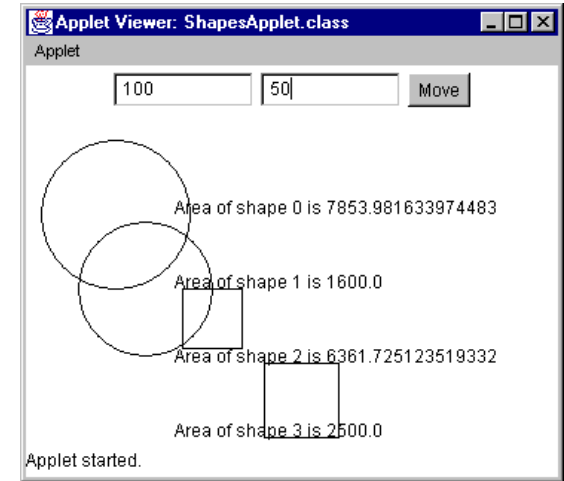 Applet Viewer: ShapesApplet.class
Applet
100 50 Move
Area of shape 0 is 7853.981633974483
Area of shape 1 is 1600.0
Area of shape 2 is 6361.725123519332
Area of shape 3 is 2500.0
Applet started.